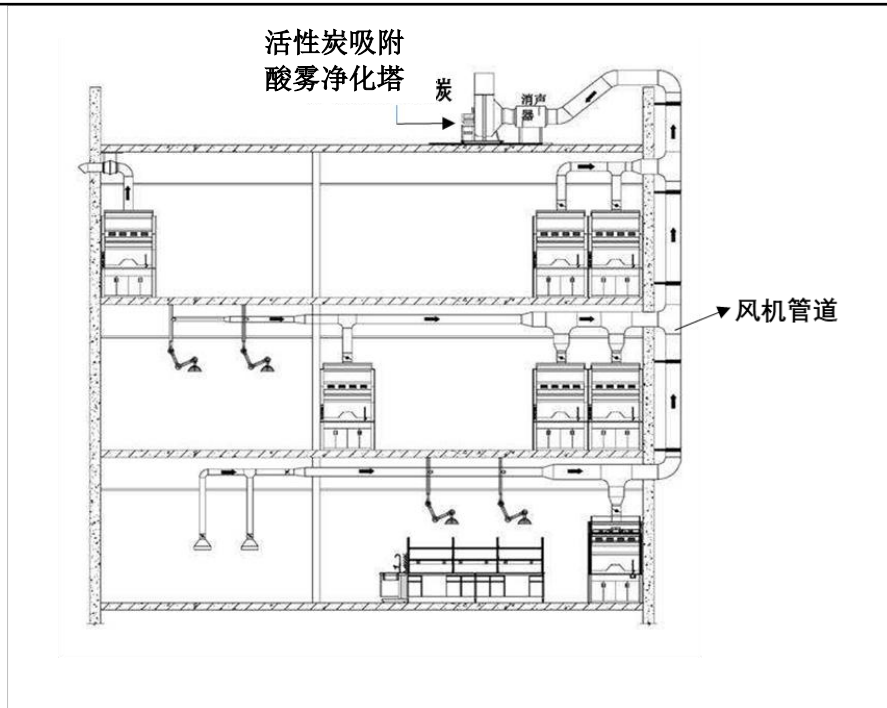 活性炭吸附
酸雾净化塔
炭
消声
器
风机管道